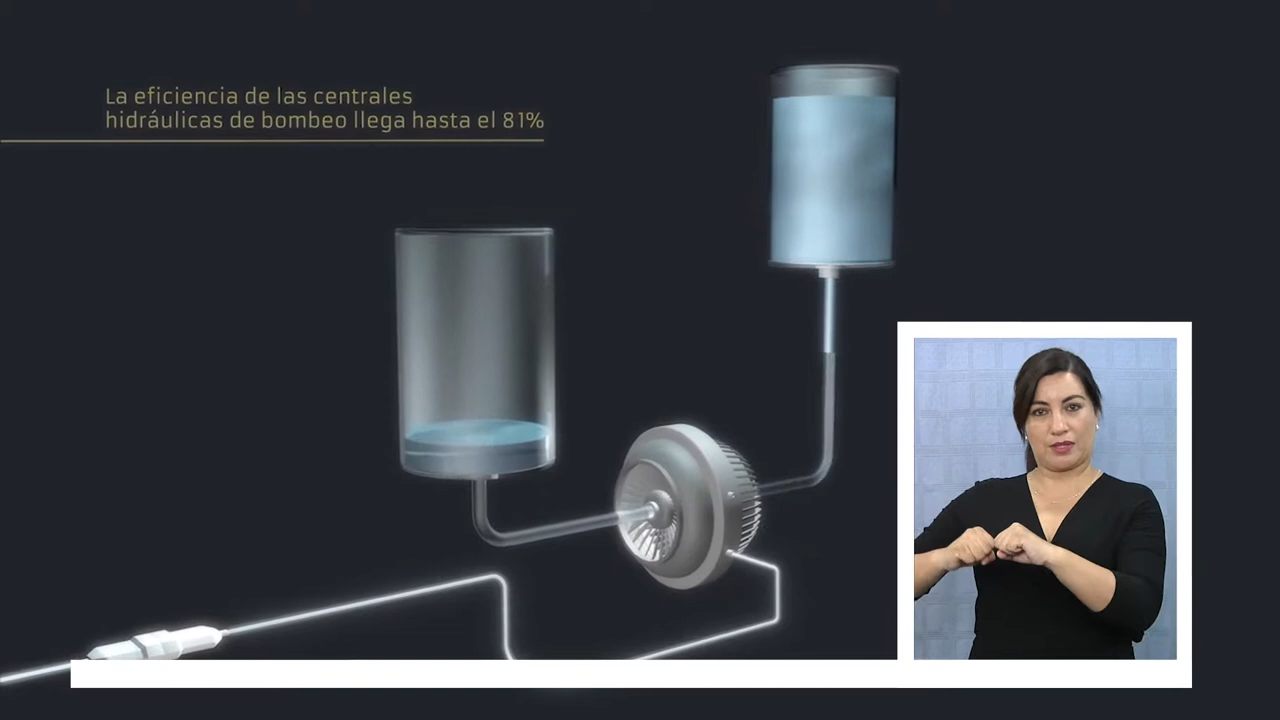 La eficiencia de las centrales
hidráulicas de bombeo llega hasta el 81%